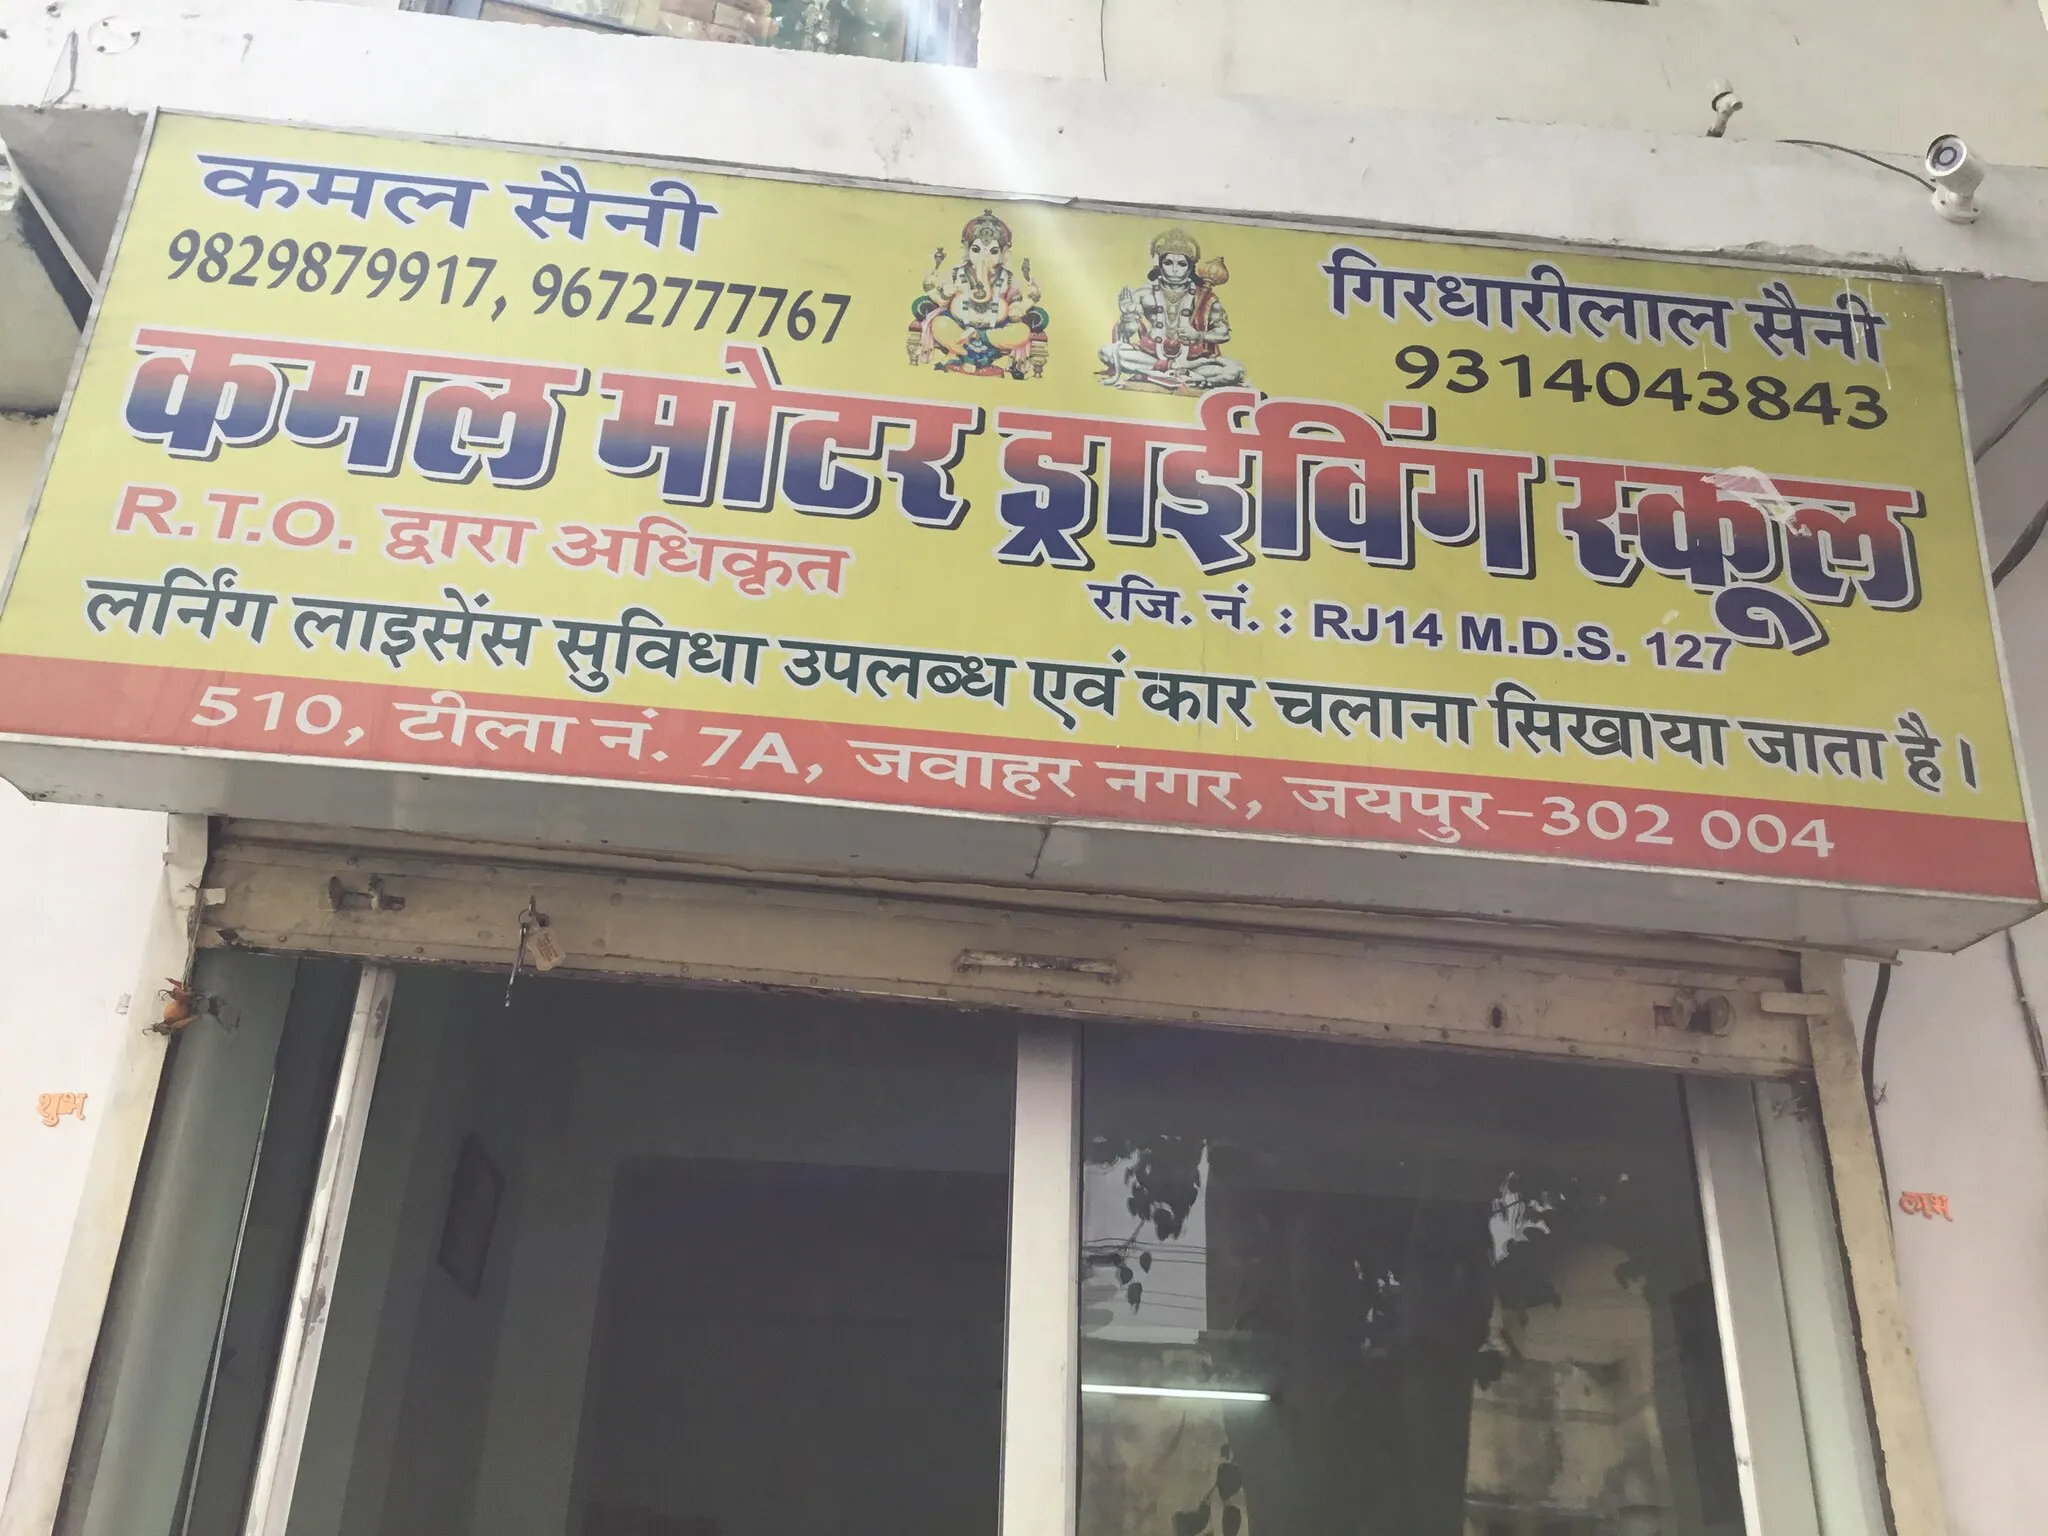 कमल सैनी
9829879917, 9672777767
गिरधारीलाल सैनी
9314043843
कमल मोटर ड्राईविंग स्कूल
R.T.O. द्वारा अधिकृत
रजि. नं. : RJ14 M.D.S. 127
लर्निंग लाइसेंस सुविधा उपलब्ध एवं कार चलाना सिखाया जाता है।
510, टीला नं. 7A, जवाहर नगर, जयपुर-302 004
शुभ
लाभ